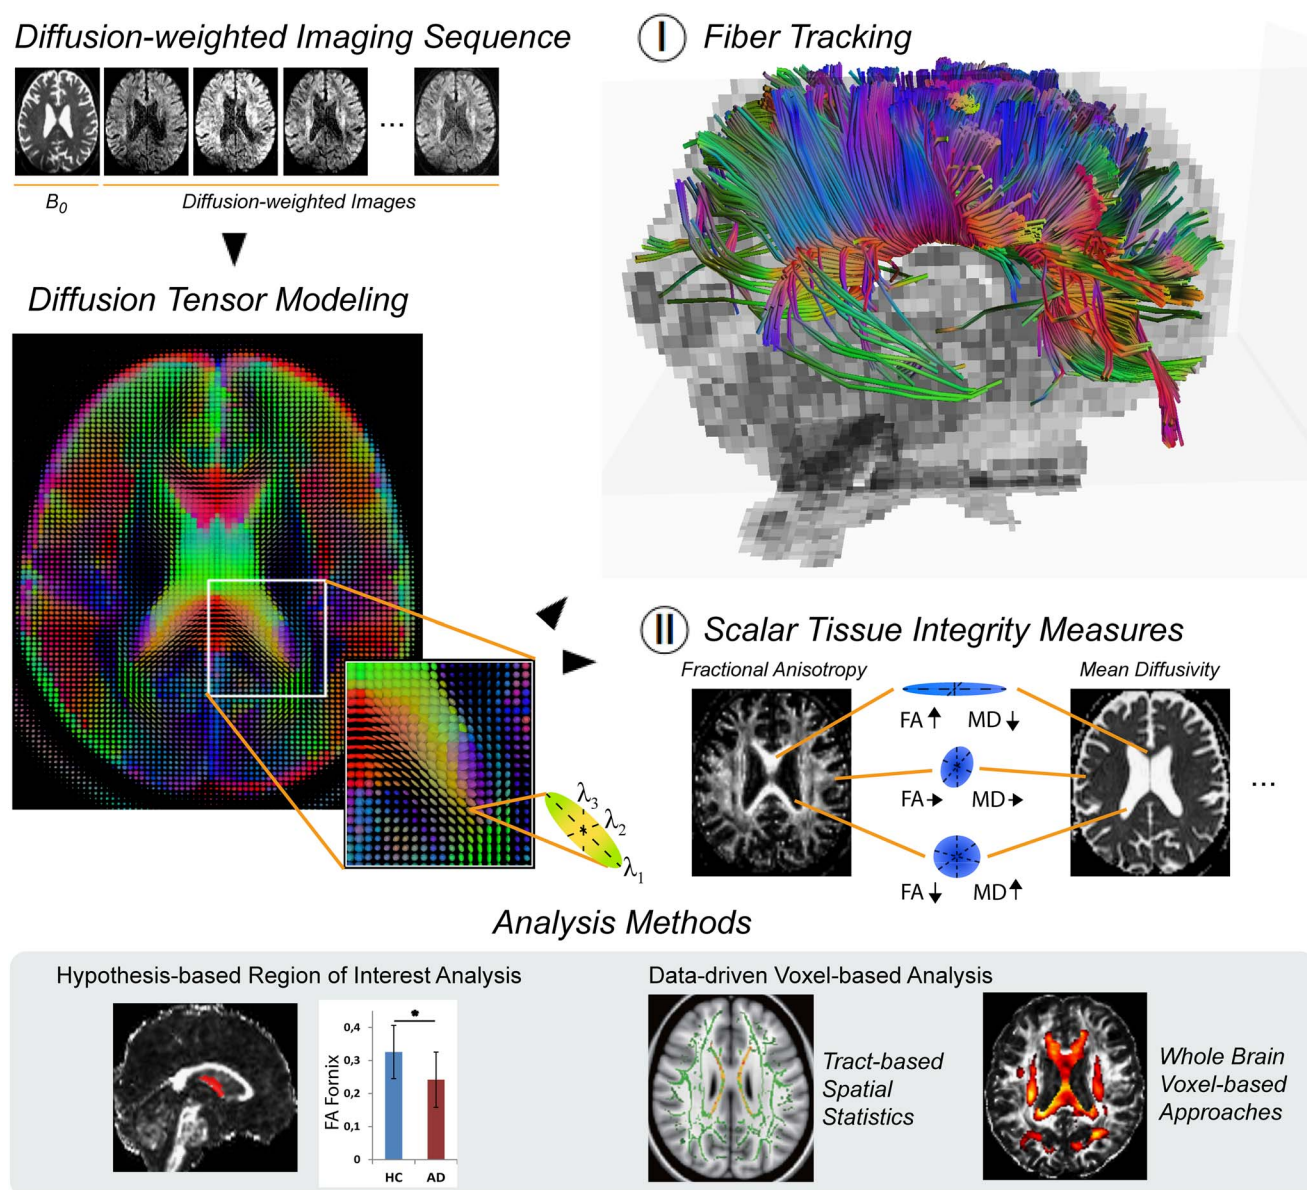 Diffusion-weighted Imaging Sequence
...
B0
Diffusion-weighted Images
Diffusion Tensor Modeling
λ3
λ2
λ1
I Fiber Tracking
II Scalar Tissue Integrity Measures
Fractional Anisotropy
Mean Diffusivity
FA↑ MD↓
FA→ MD→
FA↓ MD↑
...
Analysis Methods
Hypothesis-based Region of Interest Analysis
FA Fornix
0,4
0,3
0,2
0,1
0
*
HC AD
Data-driven Voxel-based Analysis
Tract-based
Spatial
Statistics
Whole Brain
Voxel-based
Approaches